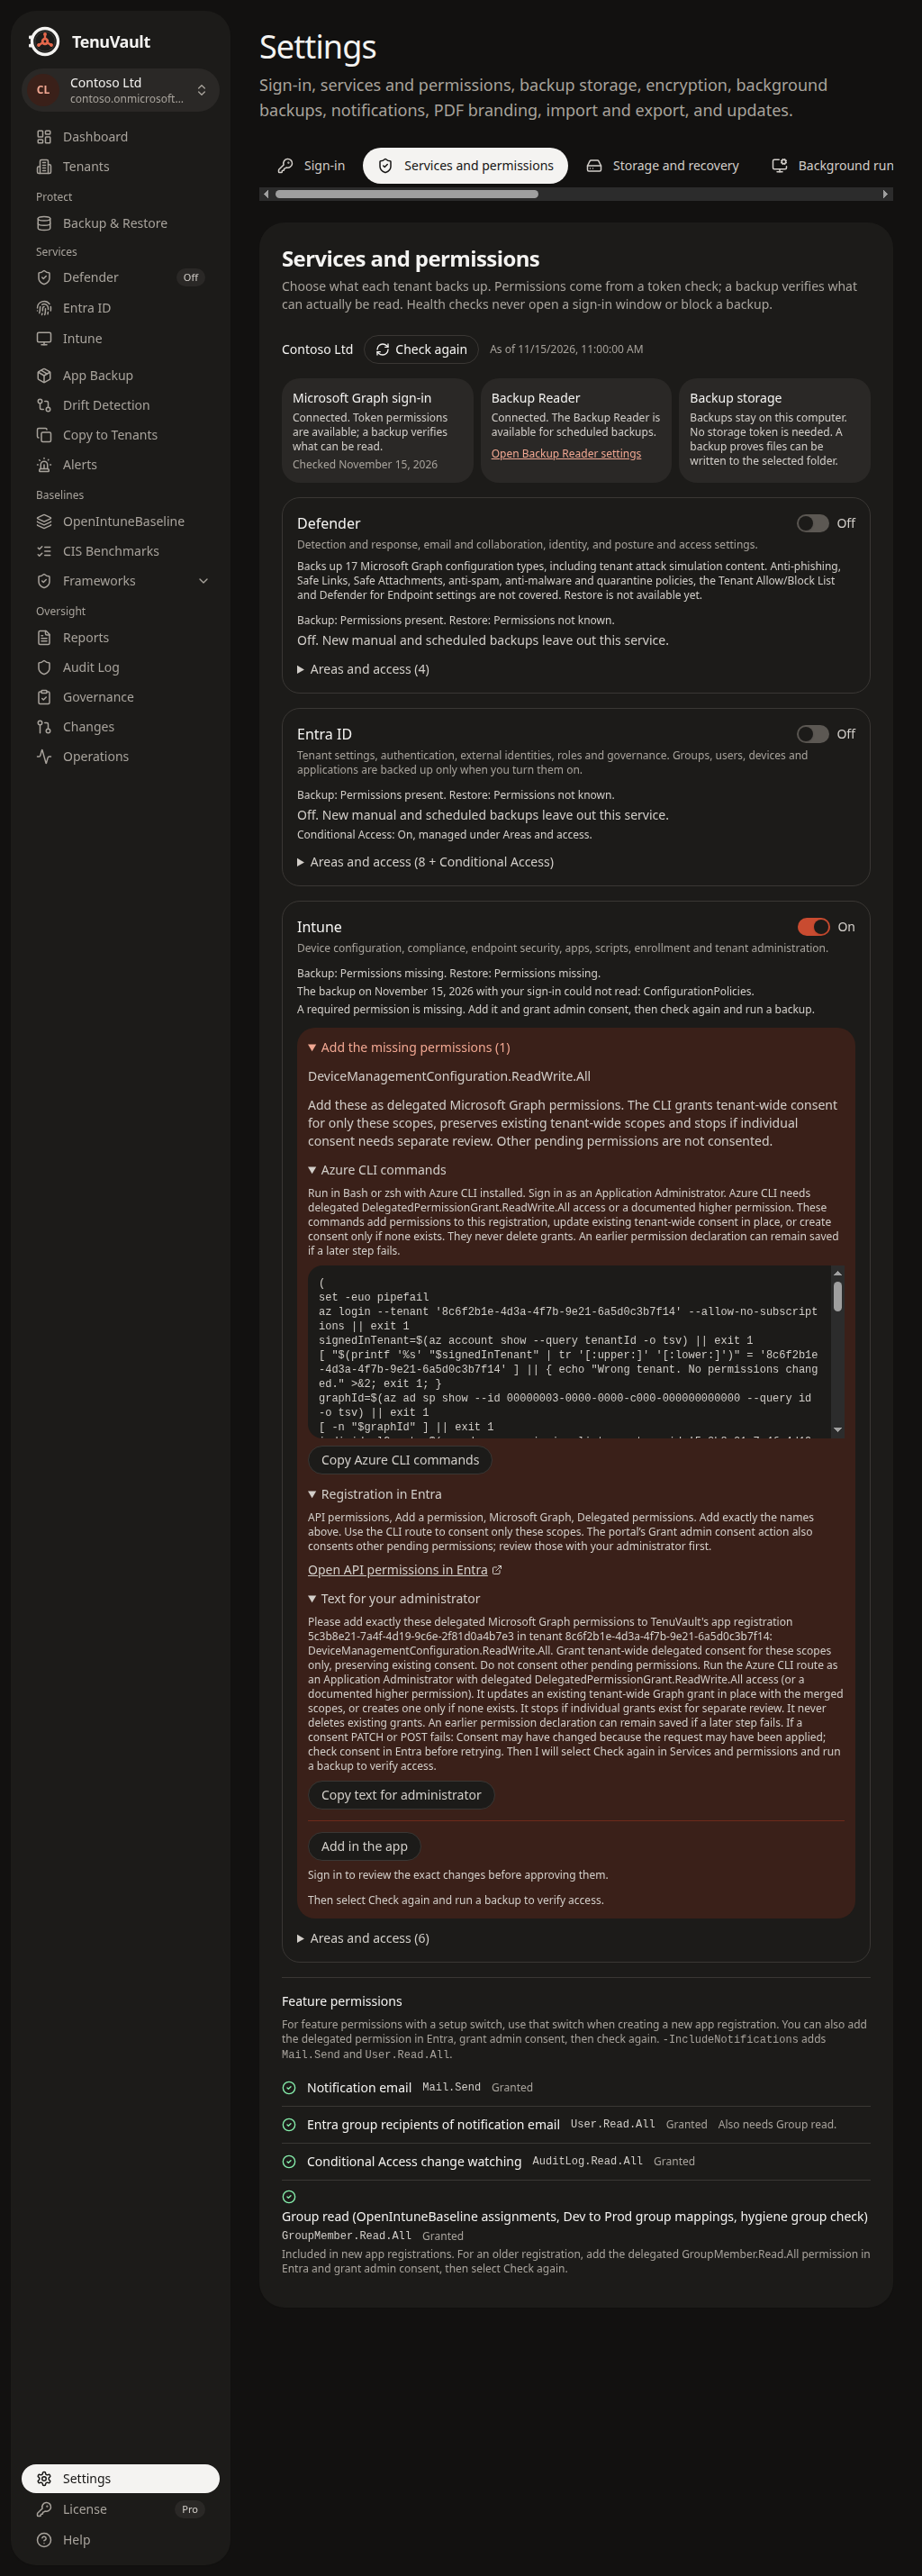 TenuVault
CL
Contoso Ltd
contoso.onmicrosoft...
Dashboard
Tenants
Protect
Backup & Restore
Services
Defender
Off
Entra ID
Intune
App Backup
Drift Detection
Copy to Tenants
Alerts
Baselines
OpenIntuneBaseline
CIS Benchmarks
Frameworks
Oversight
Reports
Audit Log
Governance
Changes
Operations
Settings
License
Pro
Help
Settings
Sign-in, services and permissions, backup storage, encryption, background
backups, notifications, PDF branding, import and export, and updates.
Sign-in
Services and permissions
Storage and recovery
Background run
Services and permissions
Choose what each tenant backs up. Permissions come from a token check; a backup verifies what
can actually be read. Health checks never open a sign-in window or block a backup.
Contoso Ltd
Check again
As of 11/15/2026, 11:00:00 AM
Microsoft Graph sign-in
Connected. Token permissions
are available; a backup verifies
what can be read.
Checked November 15, 2026
Backup Reader
Connected. The Backup Reader is
available for scheduled backups.
Open Backup Reader settings
Backup storage
Backups stay on this computer.
No storage token is needed. A
backup proves files can be
written to the selected folder.
Defender
Off
Detection and response, email and collaboration, identity, and posture and access settings.
Backs up 17 Microsoft Graph configuration types, including tenant attack simulation content. Anti-phishing,
Safe Links, Safe Attachments, anti-spam, anti-malware and quarantine policies, the Tenant Allow/Block List
and Defender for Endpoint settings are not covered. Restore is not available yet.
Backup: Permissions present. Restore: Permissions not known.
Off. New manual and scheduled backups leave out this service.
Areas and access (4)
Entra ID
Off
Tenant settings, authentication, external identities, roles and governance. Groups, users, devices and
applications are backed up only when you turn them on.
Backup: Permissions present. Restore: Permissions not known.
Off. New manual and scheduled backups leave out this service.
Conditional Access: On, managed under Areas and access.
Areas and access (8 + Conditional Access)
Intune
On
Device configuration, compliance, endpoint security, apps, scripts, enrollment and tenant administration.
Backup: Permissions missing. Restore: Permissions missing.
The backup on November 15, 2026 with your sign-in could not read: ConfigurationPolicies.
A required permission is missing. Add it and grant admin consent, then check again and run a backup.
Add the missing permissions (1)
DeviceManagementConfiguration.ReadWrite.All
Add these as delegated Microsoft Graph permissions. The CLI grants tenant-wide consent
for only these scopes, preserves existing tenant-wide scopes and stops if individual
consent needs separate review. Other pending permissions are not consented.
Azure CLI commands
Run in Bash or zsh with Azure CLI installed. Sign in as an Application Administrator. Azure CLI needs
delegated DelegatedPermissionGrant.ReadWrite.All access or a documented higher permission. These
commands add permissions to this registration, update existing tenant-wide consent in place, or create
consent only if none exists. They never delete grants. An earlier permission declaration can remain saved
if a later step fails.
(
set -euo pipefail
az login --tenant '8c6f2b1e-4d3a-4f7b-9e21-6a5d0c3b7f14' --allow-no-subscript
ions || exit 1
signedInTenant=$(az account show --query tenantId -o tsv) || exit 1
[ "$(printf '%s' "$signedInTenant" | tr '[:upper:]' '[:lower:]')" = '8c6f2b1e
-4d3a-4f7b-9e21-6a5d0c3b7f14' ] || { echo "Wrong tenant. No permissions chang
ed." >&2; exit 1; }
graphId=$(az ad sp show --id 00000003-0000-0000-c000-000000000000 --query id
-o tsv) || exit 1
[ -n "$graphId" ] || exit 1
Copy Azure CLI commands
Registration in Entra
API permissions, Add a permission, Microsoft Graph, Delegated permissions. Add exactly the names
above. Use the CLI route to consent only these scopes. The portal's Grant admin consent action also
consents other pending permissions; review those with your administrator first.
Open API permissions in Entra
Text for your administrator
Please add exactly these delegated Microsoft Graph permissions to TenuVault's app registration
5c3b8e21-7a4f-4d19-9c6e-2f81d0a4b7e3 in tenant 8c6f2b1e-4d3a-4f7b-9e21-6a5d0c3b7f14:
DeviceManagementConfiguration.ReadWrite.All. Grant tenant-wide delegated consent for these scopes
only, preserving existing consent. Do not consent other pending permissions. Run the Azure CLI route as
an Application Administrator with delegated DelegatedPermissionGrant.ReadWrite.All access (or a
documented higher permission). It updates an existing tenant-wide Graph grant in place with the merged
scopes, or creates one only if none exists. It stops if individual grants exist for separate review. It never
deletes existing grants. An earlier permission declaration can remain saved if a later step fails. If a
consent PATCH or POST fails: Consent may have changed because the request may have been applied;
check consent in Entra before retrying. Then I will select Check again in Services and permissions and run
a backup to verify access.
Copy text for administrator
Add in the app
Sign in to review the exact changes before approving them.
Then select Check again and run a backup to verify access.
Areas and access (6)
Feature permissions
For feature permissions with a setup switch, use that switch when creating a new app registration. You can also add
the delegated permission in Entra, grant admin consent, then check again. -IncludeNotifications adds
Mail.Send and User.Read.All.
Notification email Mail.Send Granted
Entra group recipients of notification email User.Read.All Granted Also needs Group read.
Conditional Access change watching AuditLog.Read.All Granted
Group read (OpenIntuneBaseline assignments, Dev to Prod group mappings, hygiene group check)
GroupMember.Read.All Granted
Included in new app registrations. For an older registration, add the delegated GroupMember.Read.All permission in
Entra and grant admin consent, then select Check again.